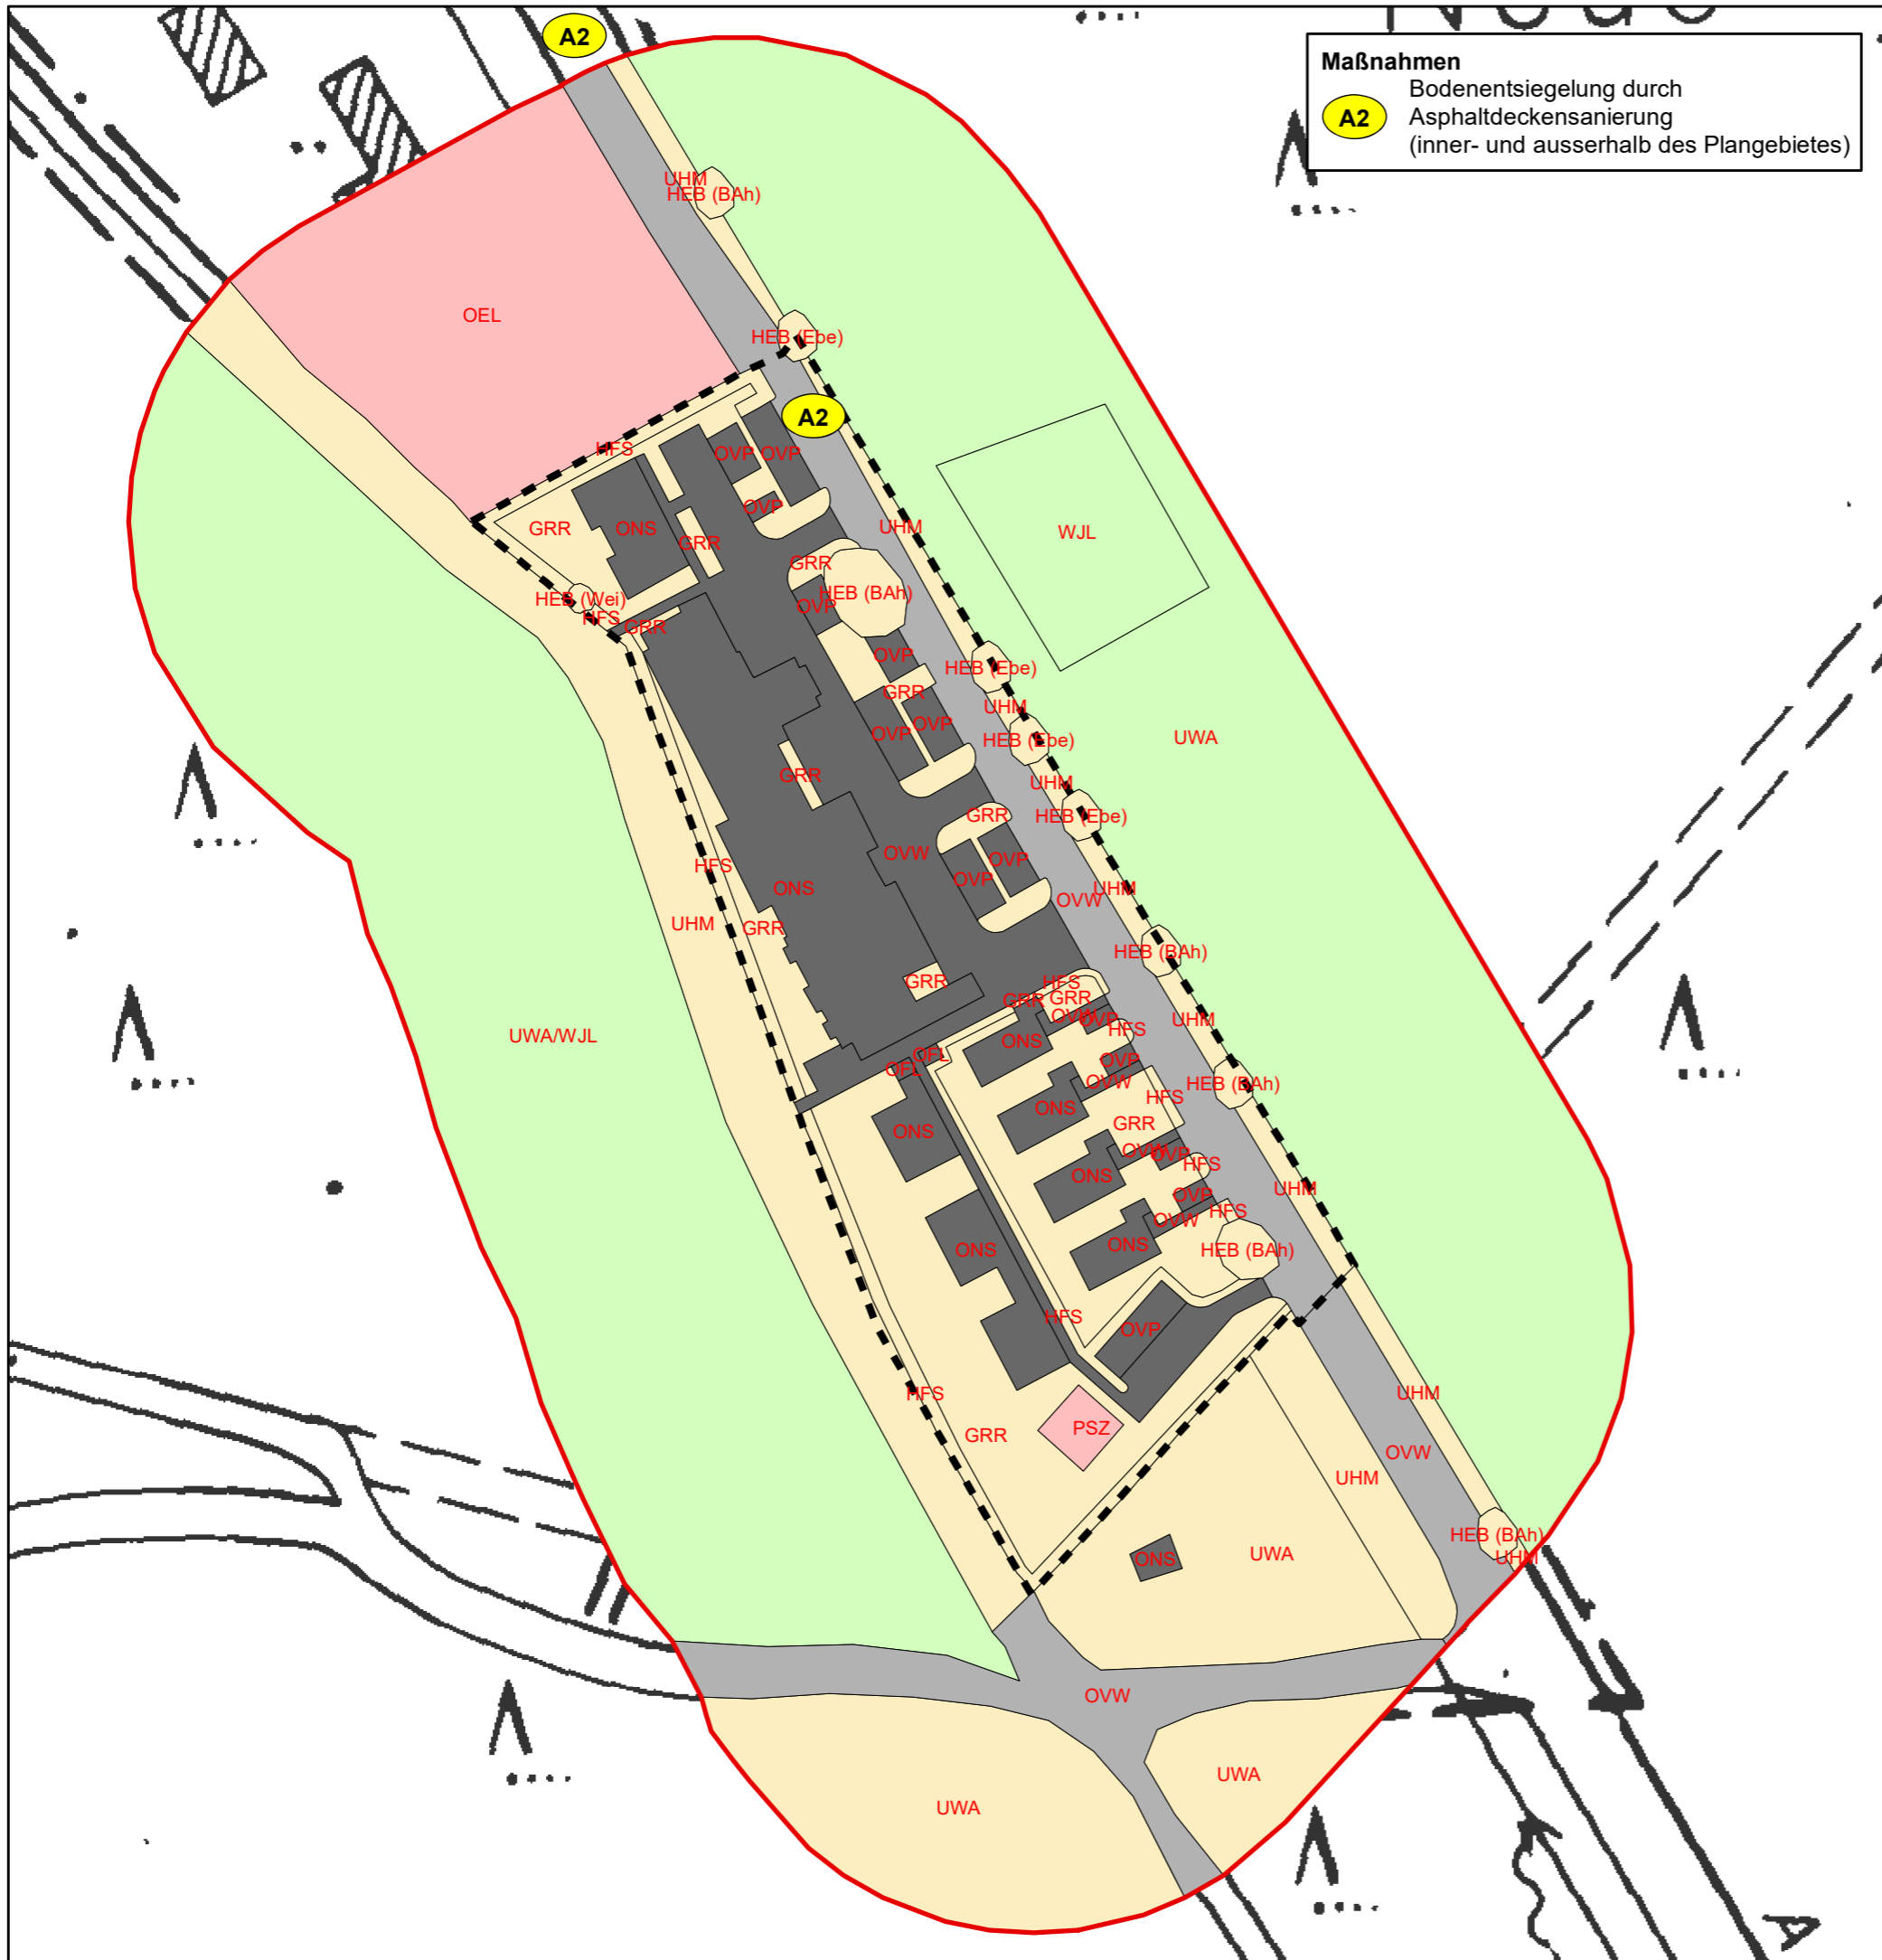 A2
Maßnahmen
A2
Bodenentsiegelung durch
Asphaltdeckensanierung
(inner- und ausserhalb des Plangebietes)
UHM
HEB (BAh)
OEL
HEB (Ebe)
A2
HFS
OVP
OVP
OVP
GRR
ONS
GRR
UHM
WJL
GRR
HEB (BAh)
HEB (Wei)
OVP
HFS
GRR
OVP
HEB (Ebe)
GRR
UHM
OVP
OVP
HEB (Ebe)
UWA
GRR
UHM
GRR
HEB (Ebe)
OVW
OVP
HFS
OVP
ONS
UHM
OVW
UHM
GRR
HEB (BAh)
GRR
HFS
GRR
GRR
OVW
OVP
UHM
HFS
UWA/WJL
ONS
OFL
OFL
OVP
OVW
HEB (BAh)
HFS
ONS
GRR
ONS
OVW
OVP
HFS
ONS
UHM
OVP
HFS
OVW
ONS
ONS
HEB (BAh)
HFS
OVP
HFS
UHM
PSZ
GRR
OVW
UHM
HEB (BAh)
UWA
ONS
UHM
OVW
UWA
UWA
A